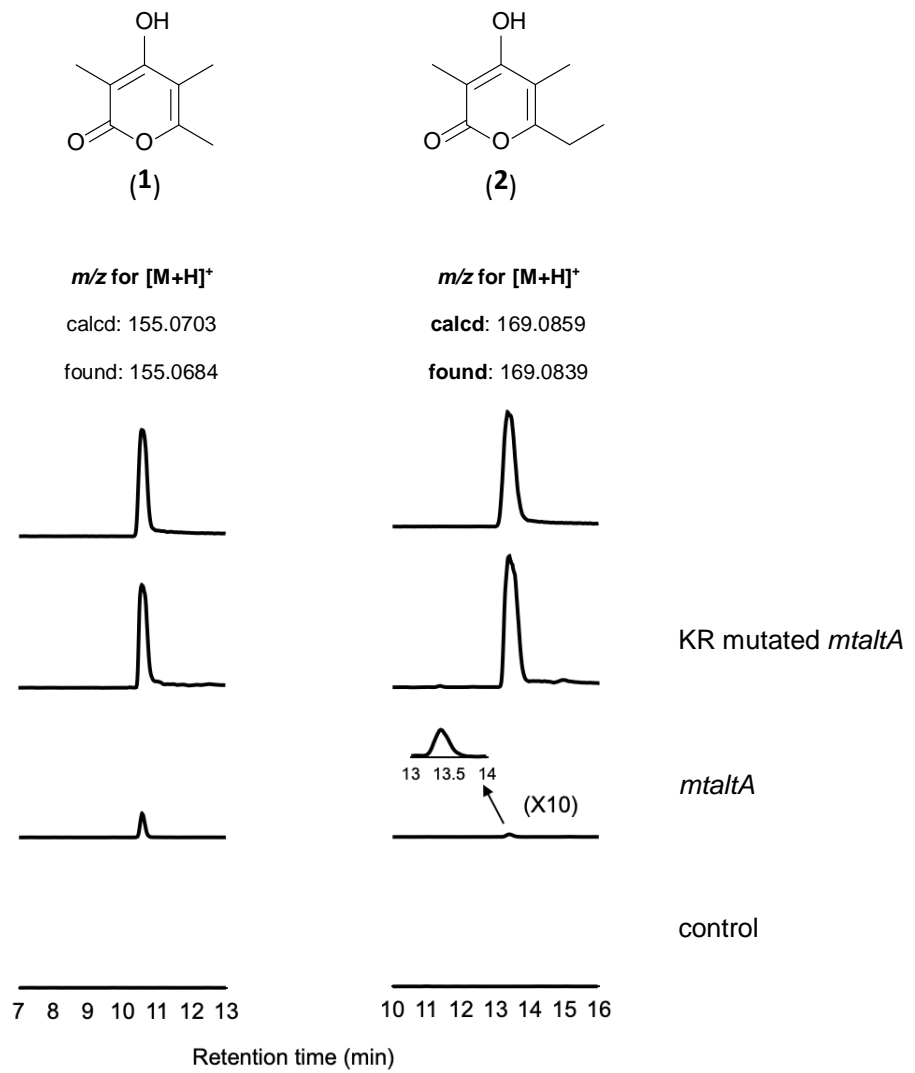 OH
O
O
(1)
OH
O
O
(2)
m/z for [M+H]+
calcd: 155.0703
found: 155.0684
m/z for [M+H]+
calcd: 169.0859
found: 169.0839
KR mutated mtaltA
13 13.5 14
(X10)
mtaltA
control
7 8 9 10 11 12 13
10 11 12 13 14 15 16
Retention time (min)